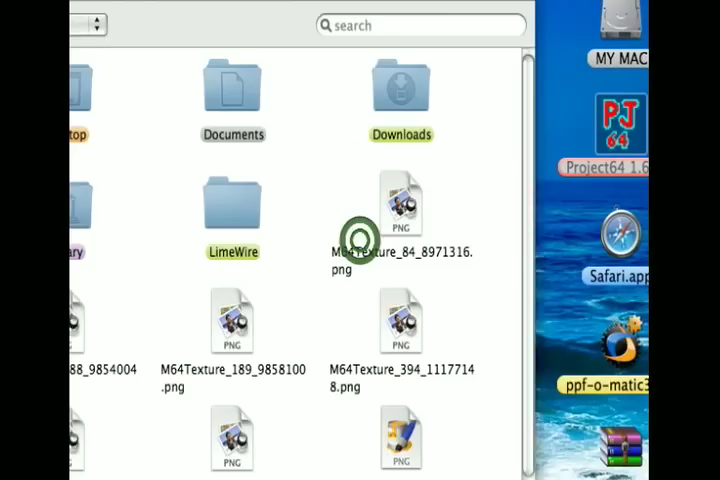 search
MY MAC
top
Documents
Downloads
PJ
64
Project64 1.6
PNG
ary
LimeWire
M64Texture_84_8971316.
png
Safari.app
PNG
PNG
88_9854004
M64Texture_189_9858100
.png
M64Texture_394_1117714
8.png
ppf-o-matic3
PNG
PNG